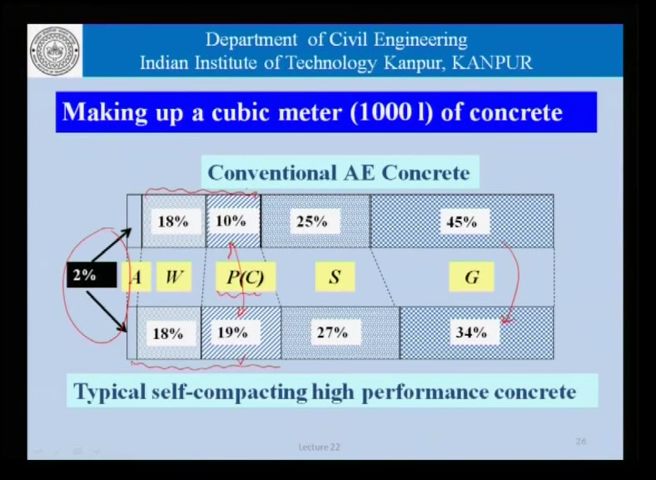 Department of Civil Engineering
Indian Institute of Technology Kanpur, KANPUR
Making up a cubic meter (1000 l) of concrete
Conventional AE Concrete
18% 10% 25% 45%
2% A W P(C) S G
18% 19% 27% 34%
Typical self-compacting high performance concrete
Lecture 22
26